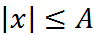 |x| ≤ A